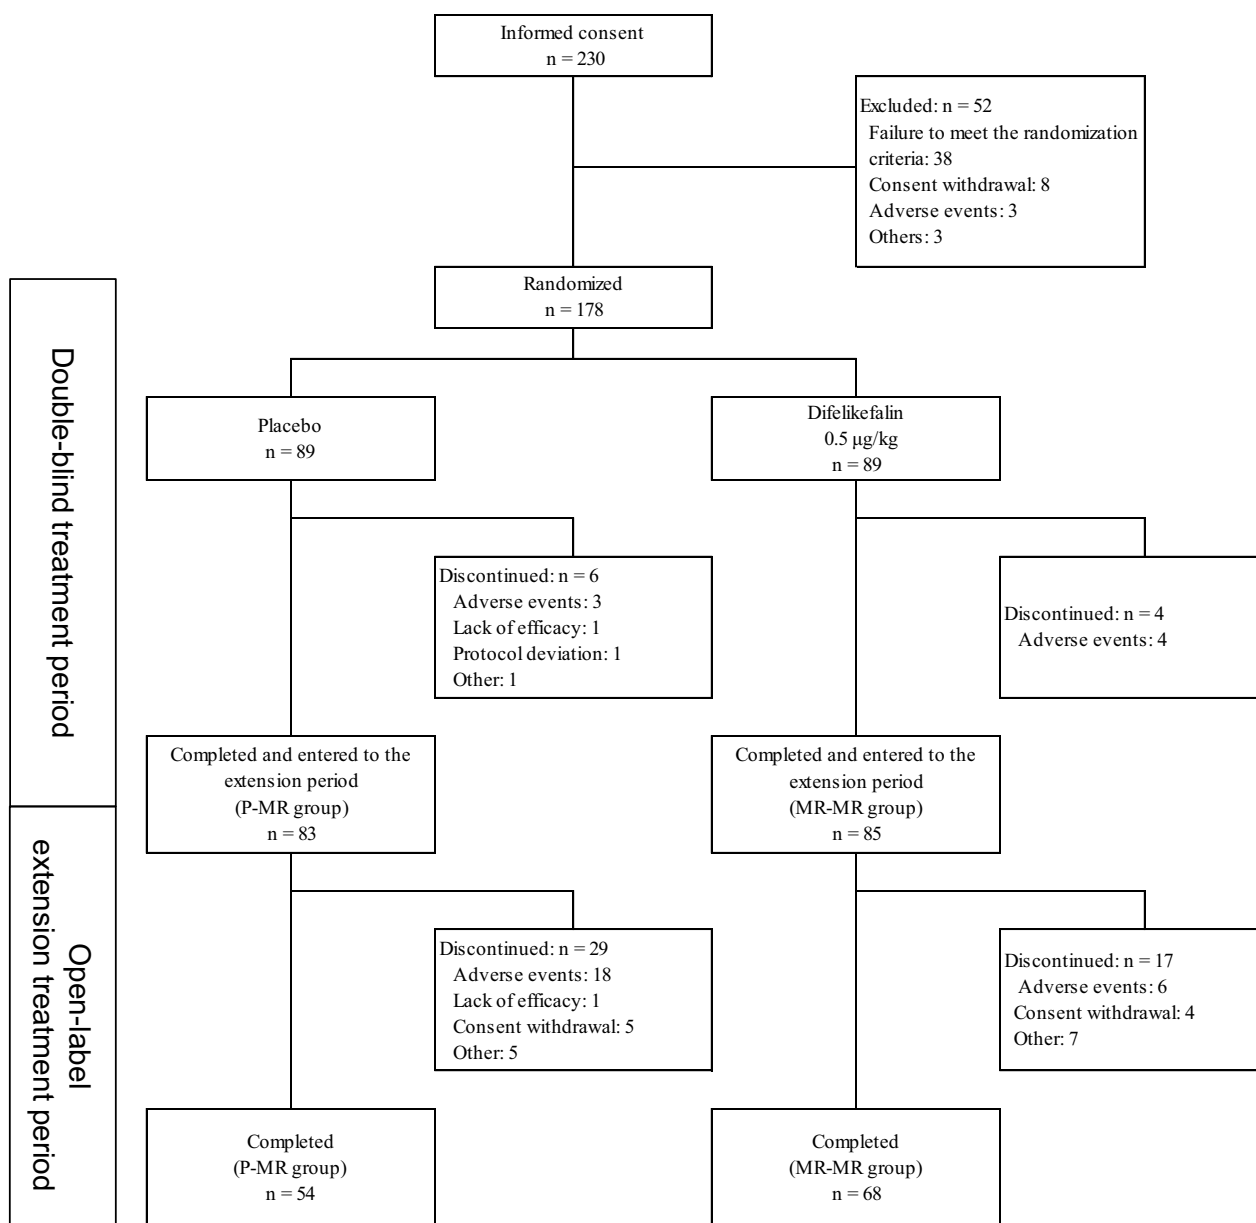 Informed consent
n = 230
Excluded: n = 52
Failure to meet the randomization
criteria: 38
Consent withdrawal: 8
Adverse events: 3
Others: 3
Randomized
n = 178
Double-blind treatment period
Placebo
n = 89
Difelikefalin
0.5 μg/kg
n = 89
Discontinued: n = 6
Adverse events: 3
Lack of efficacy: 1
Protocol deviation: 1
Other: 1
Discontinued: n = 4
Adverse events: 4
Completed and entered to the
extension period
(P-MR group)
n = 83
Completed and entered to the
extension period
(MR-MR group)
n = 85
Open-label
extension treatment period
Discontinued: n = 29
Adverse events: 18
Lack of efficacy: 1
Consent withdrawal: 5
Other: 5
Discontinued: n = 17
Adverse events: 6
Consent withdrawal: 4
Other: 7
Completed
(P-MR group)
n = 54
Completed
(MR-MR group)
n = 68